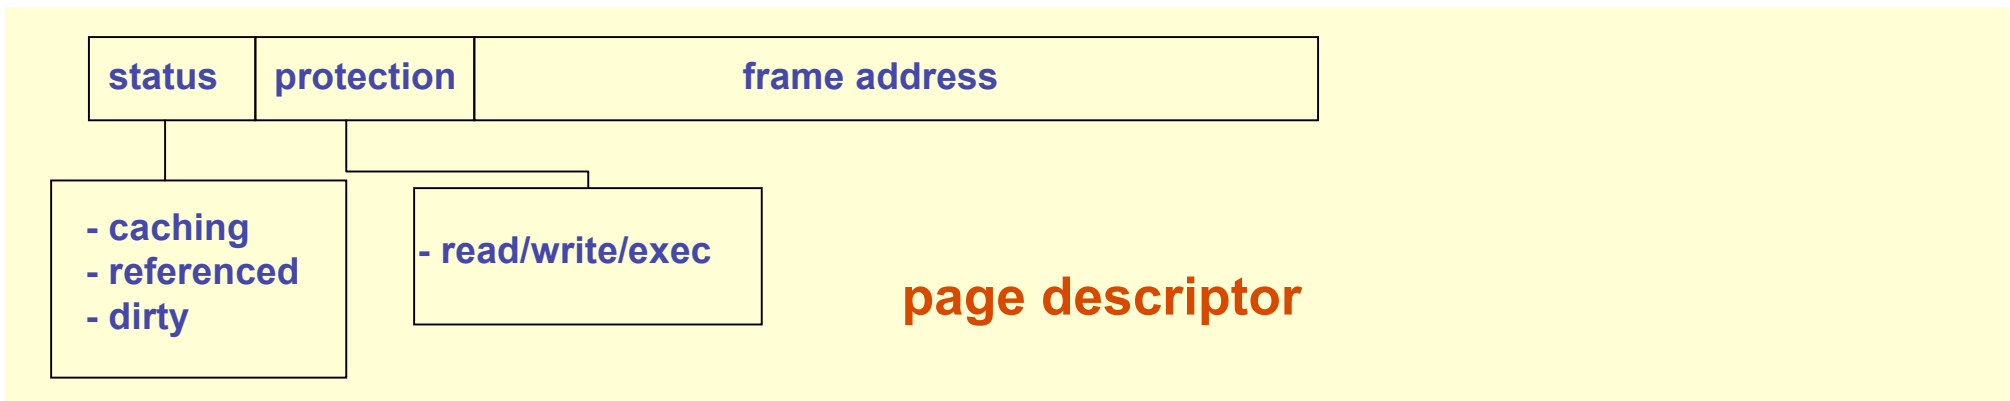 status protection frame address
- caching
- referenced
- dirty
- read/write/exec
page descriptor